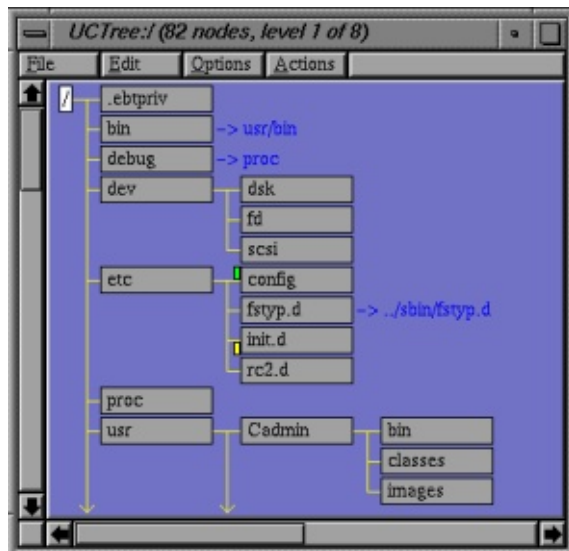 UCTree:/ (82 nodes, level 1 of 8)
File Edit Options Actions
/ .ebtpriv
bin -> usr/bin
debug -> proc
dev dsk
fd
scsi
etc config
fstyp.d -> ../sbin/fstyp.d
init.d
rc2.d
proc
usr Cadmin bin
classes
images